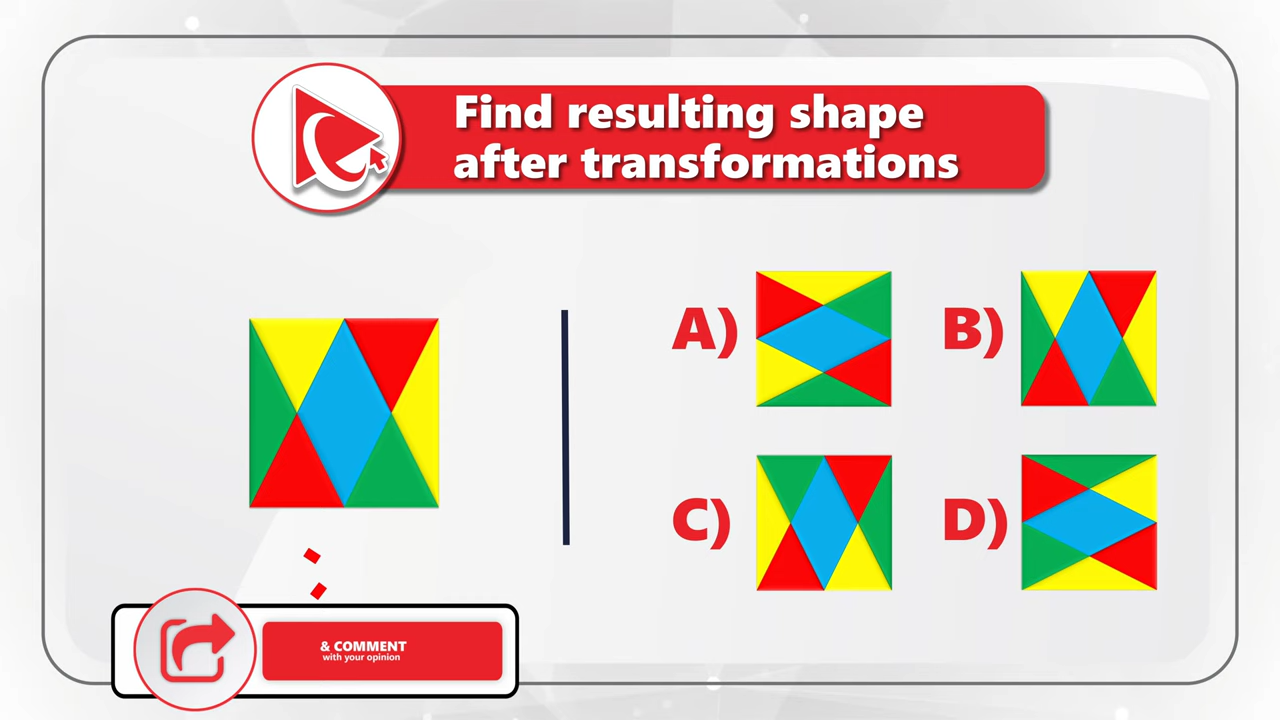 Find resulting shape
after transformations
A)
B)
C)
D)
& COMMENT
with your opinion